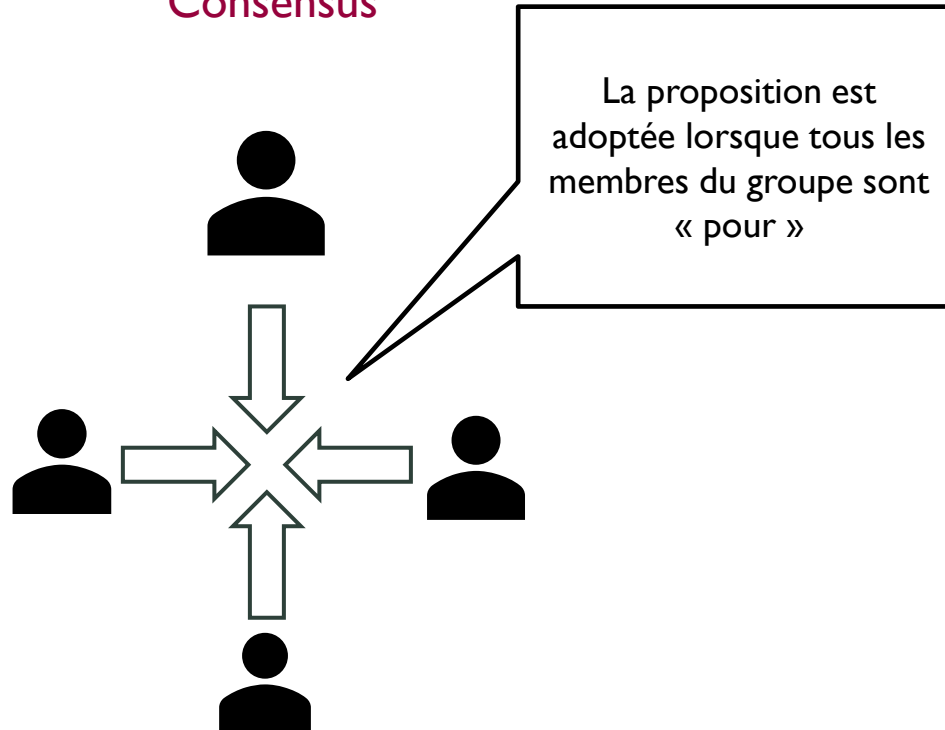 Consensus
La proposition est
adoptée lorsque tous les
membres du groupe sont
« pour »